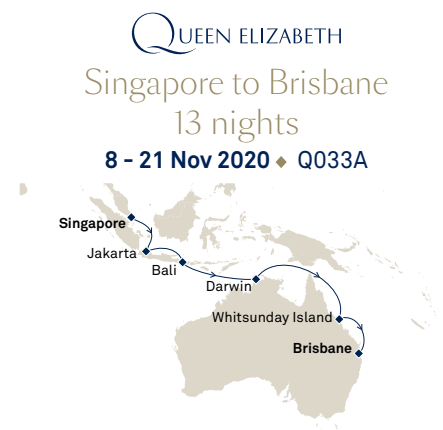 QUEEN ELIZABETH
Singapore to Brisbane
13 nights
8 - 21 Nov 2020 ◆ Q033A
Singapore
Jakarta
Bali
Darwin
Whitsunday Island
Brisbane